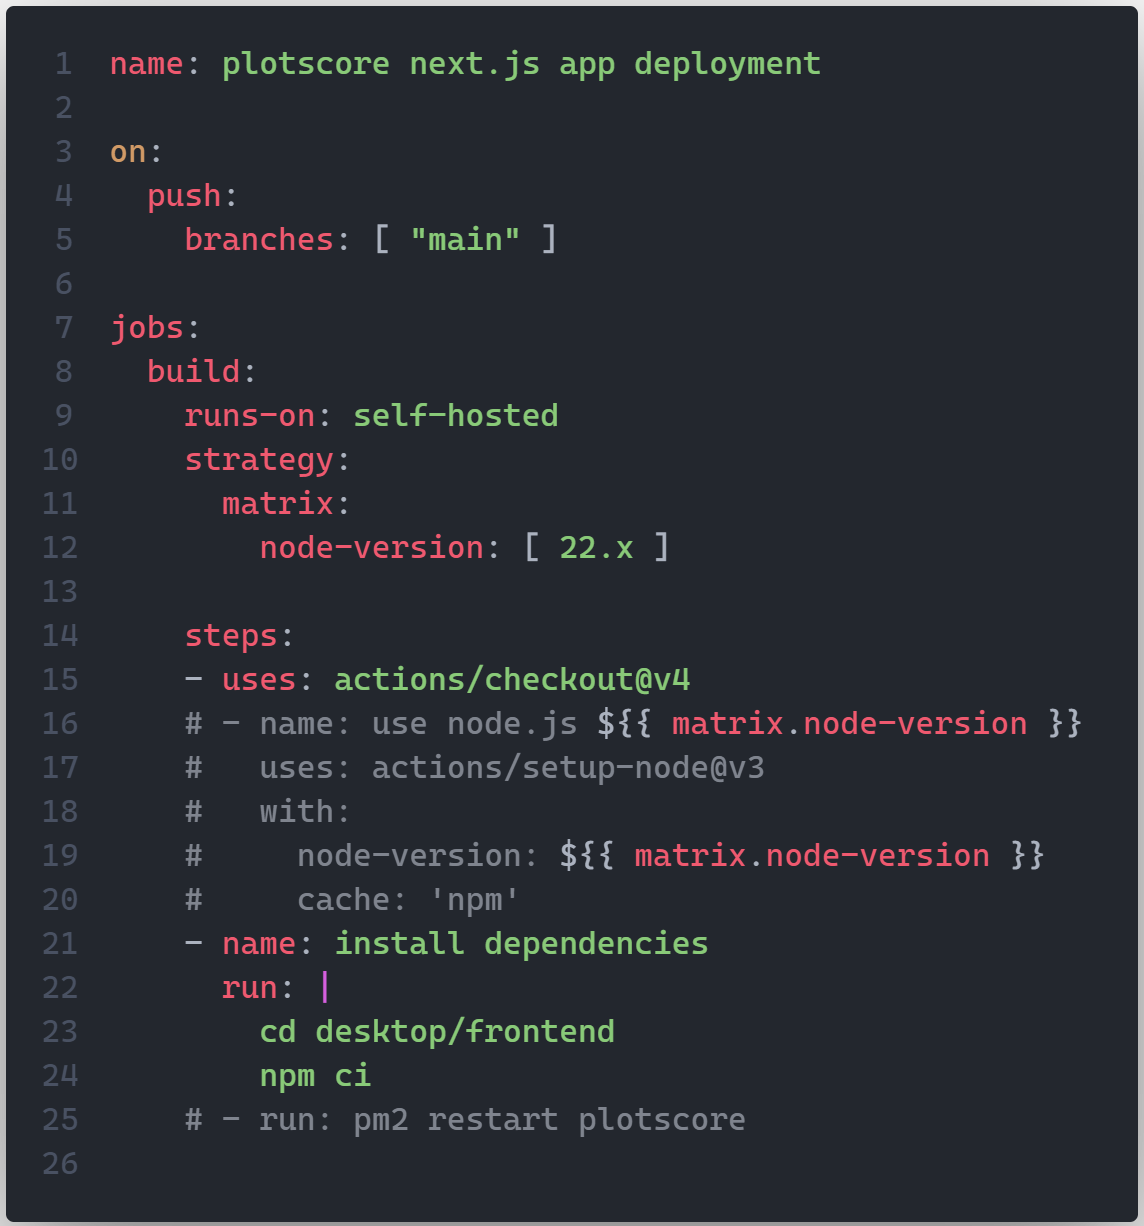 1 name: plotscore next.js app deployment
2
3 on:
4   push:
5     branches: [ "main" ]
6
7 jobs:
8   build:
9     runs-on: self-hosted
10     strategy:
11       matrix:
12         node-version: [ 22.x ]
13
14     steps:
15     - uses: actions/checkout@v4
16     # - name: use node.js ${{ matrix.node-version }}
17     #   uses: actions/setup-node@v3
18     #   with:
19     #     node-version: ${{ matrix.node-version }}
20     #     cache: 'npm'
21     - name: install dependencies
22       run: |
23         cd desktop/frontend
24         npm ci
25     # - run: pm2 restart plotscore
26